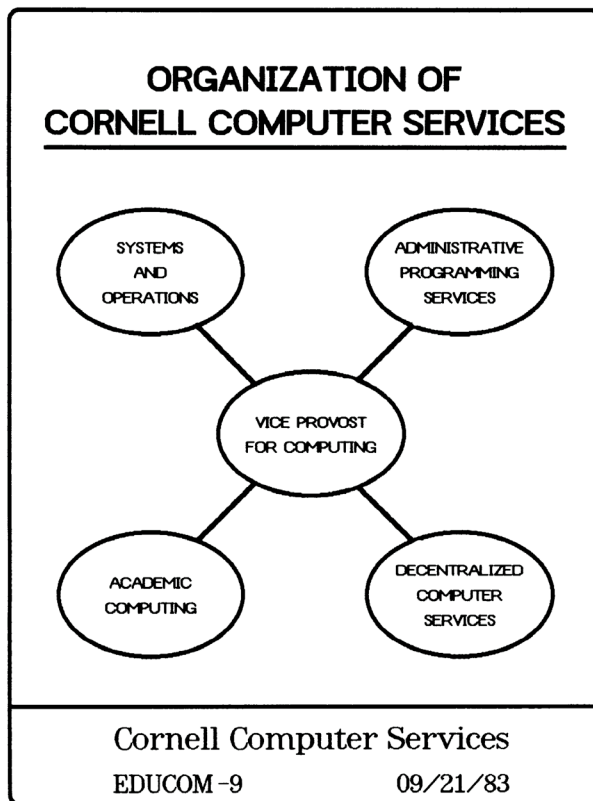 ORGANIZATION OF
CORNELL COMPUTER SERVICES
SYSTEMS
AND
OPERATIONS
ADMINISTRATIVE
PROGRAMMING
SERVICES
VICE PROVOST
FOR COMPUTING
ACADEMIC
COMPUTING
DECENTRALIZED
COMPUTER
SERVICES
Cornell Computer Services
EDUCOM-9 09/21/83